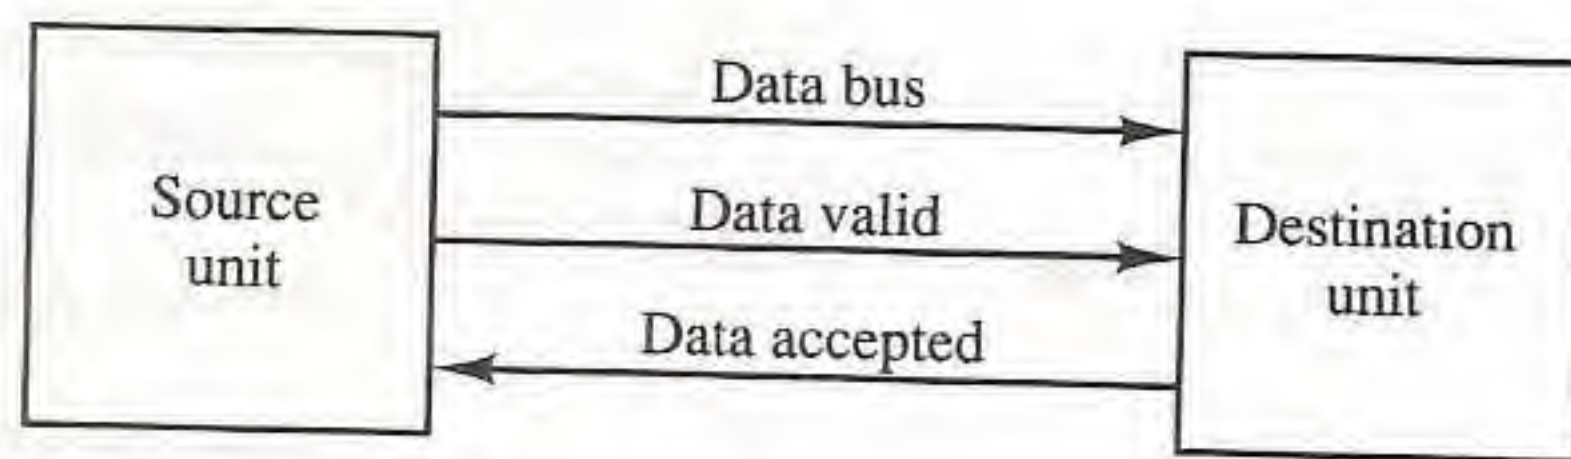 Source
unit
Data bus
Data valid
Data accepted
Destination
unit